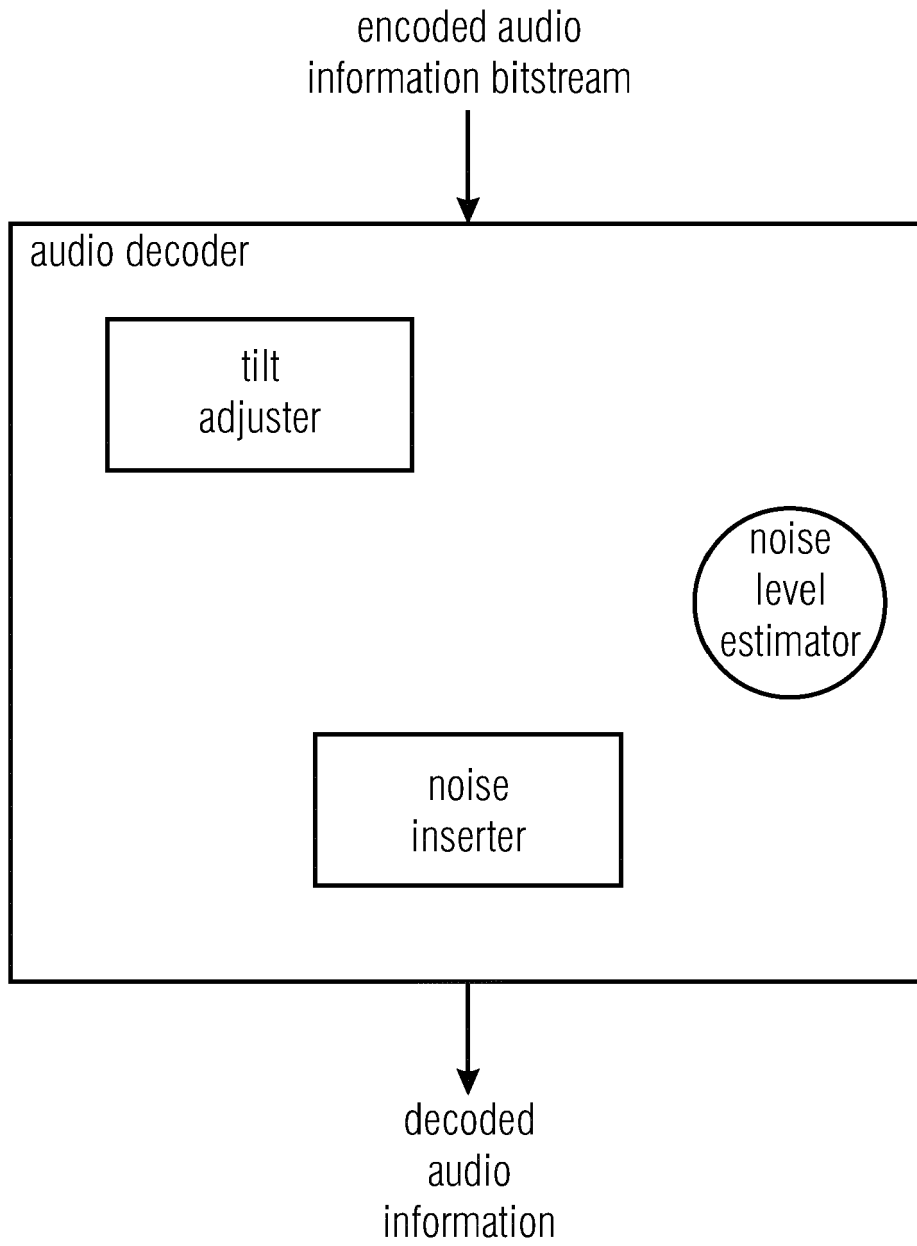 encoded audio
information bitstream
audio decoder
tilt
adjuster
noise
level
estimator
noise
inserter
decoded
audio
information